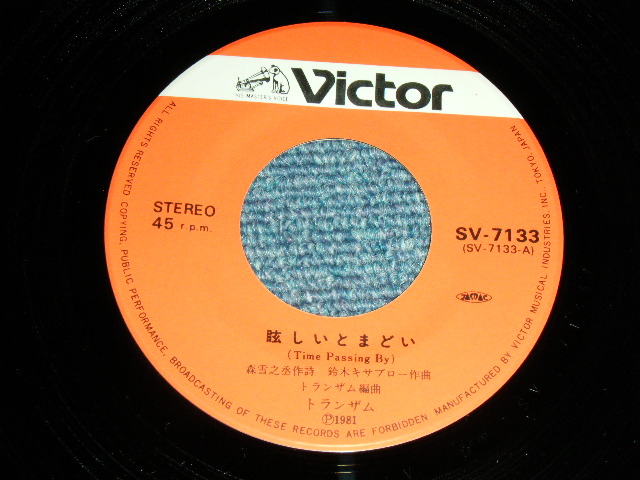 Victor
HIS MASTER'S VOICE
STEREO
45 r.p.m.
SV-7133
(SV-7133-A)
JASRAC
眩しいとまどい
(Time Passing By)
森雪之丞作詩 鈴木キサブロー作曲
トランザム編曲
トランザム
Ⓟ1981
ALL RIGHTS RESERVED COPYING, PUBLIC PERFORMANCE, BROADCASTING OF THESE RECORDS ARE FORBIDDEN MANUFACTURED BY VICTOR MUSICAL INDUSTRIES, INC. TOKYO, JAPAN